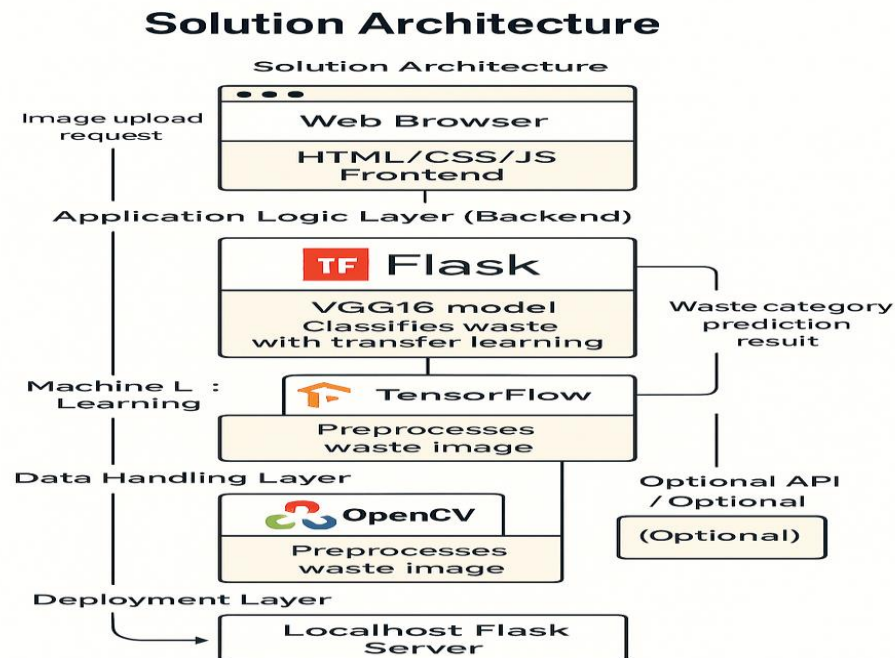 Solution Architecture
Solution Architecture
Image upload
request
Web Browser
HTML/CSS/JS
Frontend
Application Logic Layer (Backend)
TF Flask
VGG16 model
Classifies waste
with transfer learning
Waste category
prediction
resuit
Machine L :
Learning
TensorFlow
Preprocesses
waste image
Data Handling Layer
OpenCV
Preprocesses
waste image
Optional API
/ Optional
(Optional)
Deployment Layer
Localhost Flask
Server